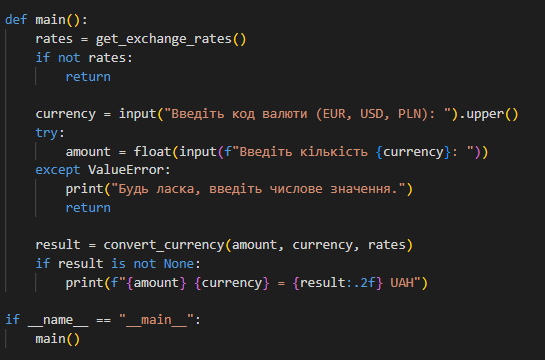 def main():
    rates = get_exchange_rates()
    if not rates:
        return
    currency = input("Введіть код валюти (EUR, USD, PLN): ").upper()
    try:
        amount = float(input(f"Введіть кількість {currency}: "))
    except ValueError:
        print("Будь ласка, введіть числове значення.")
        return
    result = convert_currency(amount, currency, rates)
    if result is not None:
        print(f"{amount} {currency} = {result:.2f} UAH")
if __name__ == "__main__":
    main()